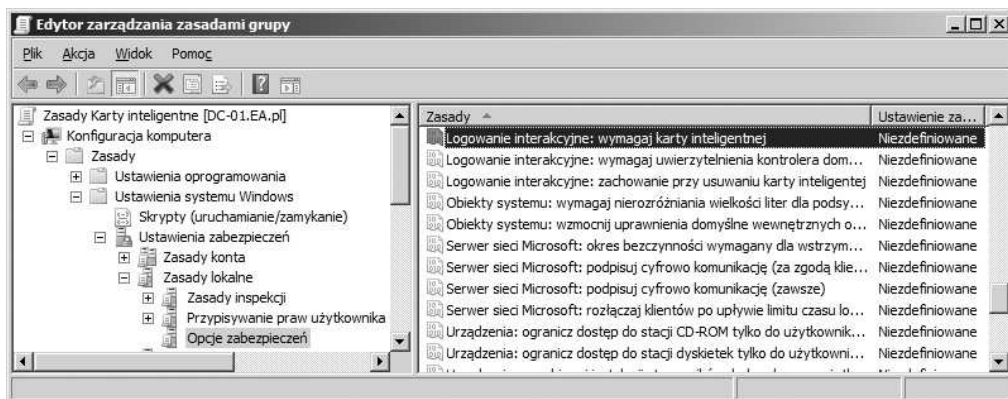 Edytor zarządzania zasadami grupy
Plik Akcja Widok Pomoc
Zasady Karty inteligentne [DC-01.EA.pl]
Konfiguracja komputera
Zasady
Ustawienia oprogramowania
Ustawienia systemu Windows
Skrypty (uruchamianie/zamykanie)
Ustawienia zabezpieczeń
Zasady konta
Zasady lokalne
Zasady inspekcji
Przypisywanie praw użytkownika
Opcje zabezpieczeń
Zasady Ustawienie za...
Logowanie interakcyjne: wymagaj karty inteligentnej Niezdefiniowane
Logowanie interakcyjne: wymagaj uwierzytelnienia kontrolera dom... Niezdefiniowane
Logowanie interakcyjne: zachowanie przy usuwaniu karty inteligentej Niezdefiniowane
Obiekty systemu: wymagaj nierozróżniania wielkości liter dla podsy... Niezdefiniowane
Obiekty systemu: wzmocnij uprawnienia domyślne wewnętrznych o... Niezdefiniowane
Serwer sieci Microsoft: okres bezczynności wymagany dla wstrzym... Niezdefiniowane
Serwer sieci Microsoft: podpisuj cyfrowo komunikację (za zgodą klie... Niezdefiniowane
Serwer sieci Microsoft: podpisuj cyfrowo komunikację (zawsze) Niezdefiniowane
Serwer sieci Microsoft: rozłączaj klientów po upływie limitu czasu lo... Niezdefiniowane
Urządzenia: ogranicz dostęp do stacji CD-ROM tylko do użytkownik... Niezdefiniowane
Urządzenia: ogranicz dostęp do stacji dyskietek tylko do użytkowni... Niezdefiniowane